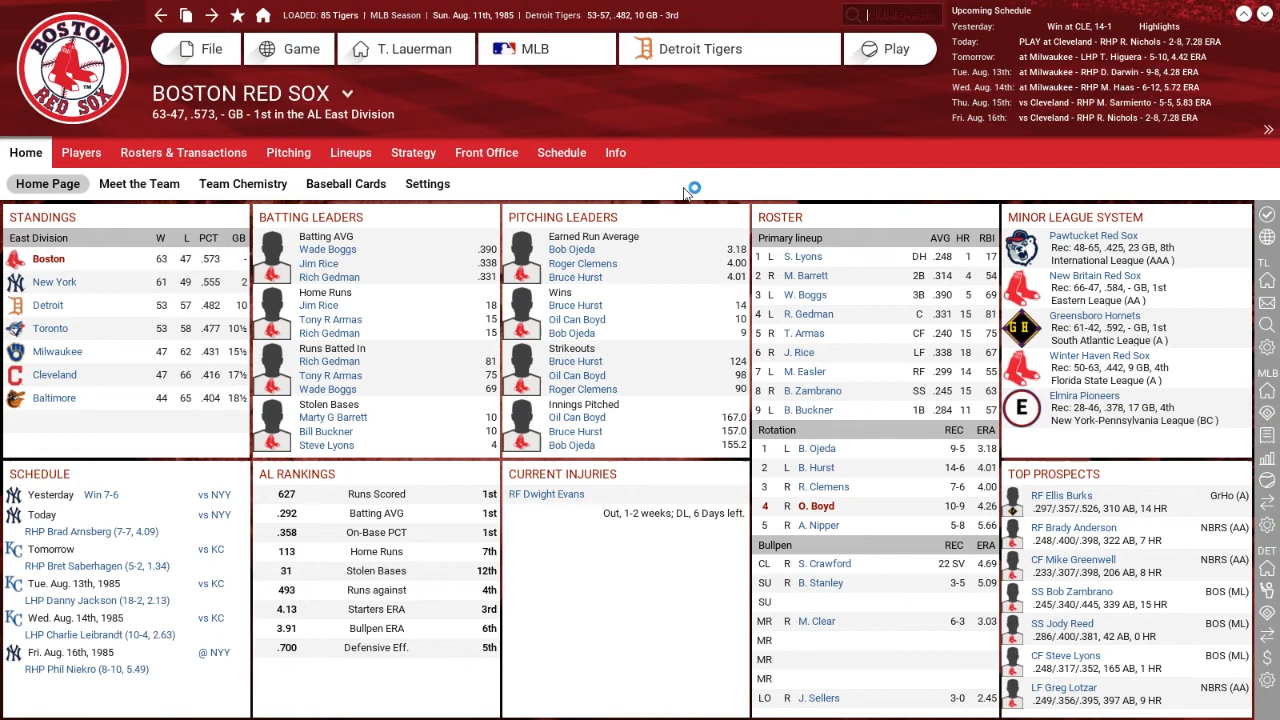 LOADED: 85 Tigers | MLB Season | Sun. Aug. 11th, 1985 | Detroit Tigers 53-57, .482, 10 GB - 3rd
File
Game
T. Lauerman
MLB
Detroit Tigers
Play
Upcoming Schedule
Yesterday: Win at CLE, 14-1 Highlights
Today: PLAY at Cleveland - RHP R. Nichols - 2-8, 7.28 ERA
Tomorrow: at Milwaukee - LHP T. Higuera - 5-10, 4.42 ERA
Tue. Aug. 13th: at Milwaukee - RHP D. Darwin - 9-8, 4.28 ERA
Wed. Aug. 14th: at Milwaukee - RHP M. Haas - 6-12, 5.72 ERA
Thu. Aug. 15th: vs Cleveland - RHP M. Sarmiento - 5-5, 5.83 ERA
Fri. Aug. 16th: vs Cleveland - RHP R. Nichols - 2-8, 7.28 ERA
BOSTON RED SOX
BOSTON RED SOX
63-47, .573, - GB - 1st in the AL East Division
Home Players Rosters & Transactions Pitching Lineups Strategy Front Office Schedule Info
Home Page Meet the Team Team Chemistry Baseball Cards Settings
STANDINGS
East Division W L PCT GB
Boston 63 47 .573 -
New York 61 49 .555 2
Detroit 53 57 .482 10
Toronto 53 58 .477 10½
Milwaukee 47 62 .431 15½
Cleveland 47 66 .416 17½
Baltimore 44 65 .404 18½
BATTING LEADERS
Batting AVG
Wade Boggs .390
Jim Rice .338
Rich Gedman .331
Home Runs
Jim Rice 18
Tony R Armas 15
Rich Gedman 15
Runs Batted In
Rich Gedman 81
Tony R Armas 75
Wade Boggs 69
Stolen Bases
Marty G Barrett 10
Bill Buckner 10
Steve Lyons 4
PITCHING LEADERS
Earned Run Average
Bob Ojeda 3.18
Roger Clemens 4.00
Bruce Hurst 4.01
Wins
Bruce Hurst 14
Oil Can Boyd 10
Bob Ojeda 9
Strikeouts
Bruce Hurst 124
Oil Can Boyd 98
Roger Clemens 90
Innings Pitched
Oil Can Boyd 167.0
Bruce Hurst 157.0
Bob Ojeda 155.2
ROSTER
Primary lineup AVG HR RBI
1 L S. Lyons DH .248 1 17
2 R M. Barrett 2B .314 4 54
3 L W. Boggs 3B .390 5 69
4 L R. Gedman C .331 15 81
5 R T. Armas CF .240 15 75
6 R J. Rice LF .338 18 67
7 L M. Easler RF .299 14 55
8 R B. Zambrano SS .245 15 63
9 L B. Buckner 1B .284 11 57
Rotation REC ERA
1 L B. Ojeda 9-5 3.18
2 L B. Hurst 14-6 4.01
3 R R. Clemens 7-6 4.00
4 R O. Boyd 10-9 4.26
5 R A. Nipper 5-8 5.66
Bullpen REC ERA
CL R S. Crawford 22 SV 4.69
SU R B. Stanley 3-5 5.09
SU
MR R M. Clear 6-3 3.03
MR
MR
MR
LO R J. Sellers 3-0 2.45
MINOR LEAGUE SYSTEM
Pawtucket Red Sox
Rec: 48-65, .425, 23 GB, 8th
International League (AAA )
New Britain Red Sox
Rec: 66-47, .584, - GB, 1st
Eastern League (AA )
Greensboro Hornets
Rec: 61-42, .592, - GB, 1st
South Atlantic League (A )
Winter Haven Red Sox
Rec: 50-63, .442, 9 GB, 4th
Florida State League (A )
Elmira Pioneers
Rec: 28-46, .378, 17 GB, 4th
New York-Pennsylvania League (BC )
SCHEDULE
Yesterday Win 7-6 vs NYY
Today vs NYY
RHP Brad Arnsberg (7-7, 4.09)
Tomorrow vs KC
RHP Bret Saberhagen (5-2, 1.34)
Tue. Aug. 13th, 1985 vs KC
LHP Danny Jackson (18-2, 2.13)
Wed. Aug. 14th, 1985 vs KC
LHP Charlie Leibrandt (10-4, 2.63)
Fri. Aug. 16th, 1985 @ NYY
RHP Phil Niekro (8-10, 5.49)
AL RANKINGS
627 Runs Scored 1st
.292 Batting AVG 1st
.358 On-Base PCT 1st
113 Home Runs 7th
31 Stolen Bases 12th
493 Runs against 4th
4.13 Starters ERA 3rd
3.91 Bullpen ERA 6th
.700 Defensive Eff. 5th
CURRENT INJURIES
RF Dwight Evans
Out, 1-2 weeks; DL, 6 Days left.
TOP PROSPECTS
RF Ellis Burks GrHo (A)
.297/.357/.526, 310 AB, 14 HR
RF Brady Anderson NBRS (AA)
.248/.400/.398, 322 AB, 7 HR
CF Mike Greenwell NBRS (AA)
.233/.307/.398, 206 AB, 8 HR
SS Bob Zambrano BOS (ML)
.245/.340/.445, 339 AB, 15 HR
SS Jody Reed BOS (ML)
.286/.400/.381, 42 AB, 0 HR
CF Steve Lyons BOS (ML)
.248/.317/.352, 165 AB, 1 HR
LF Greg Lotzar NBRS (AA)
.249/.356/.395, 397 AB, 9 HR
TL
MLB
DET
GH
E